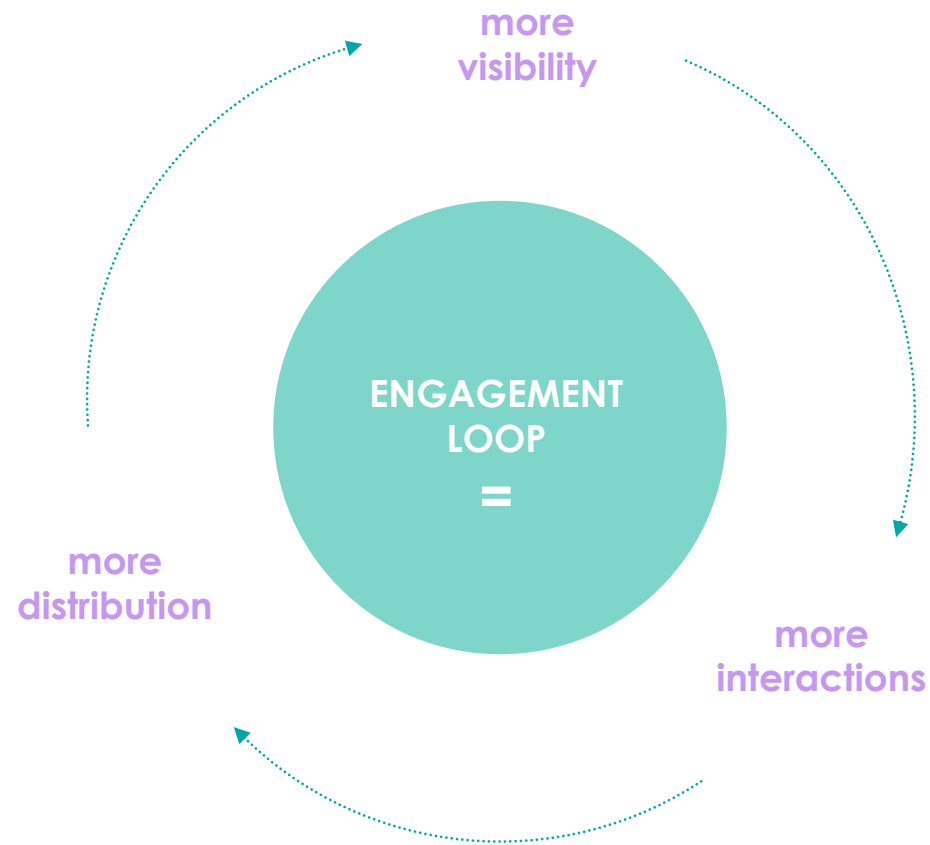 more
visibility
ENGAGEMENT
LOOP
=
more
distribution
more
interactions